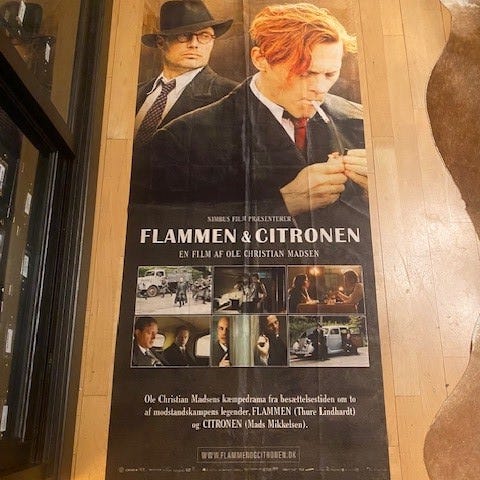 NIMBUS FILM PRÆSENTERER
FLAMMEN & CITRONEN
EN FILM AF OLE CHRISTIAN MADSEN
Ole Christian Madsens kæmpedrama fra besættelsestiden om to
af modstandskampens legender, FLAMMEN (Thure Lindhardt)
og CITRONEN (Mads Mikkelsen).
WWW.FLAMMENOGCITRONEN.DK